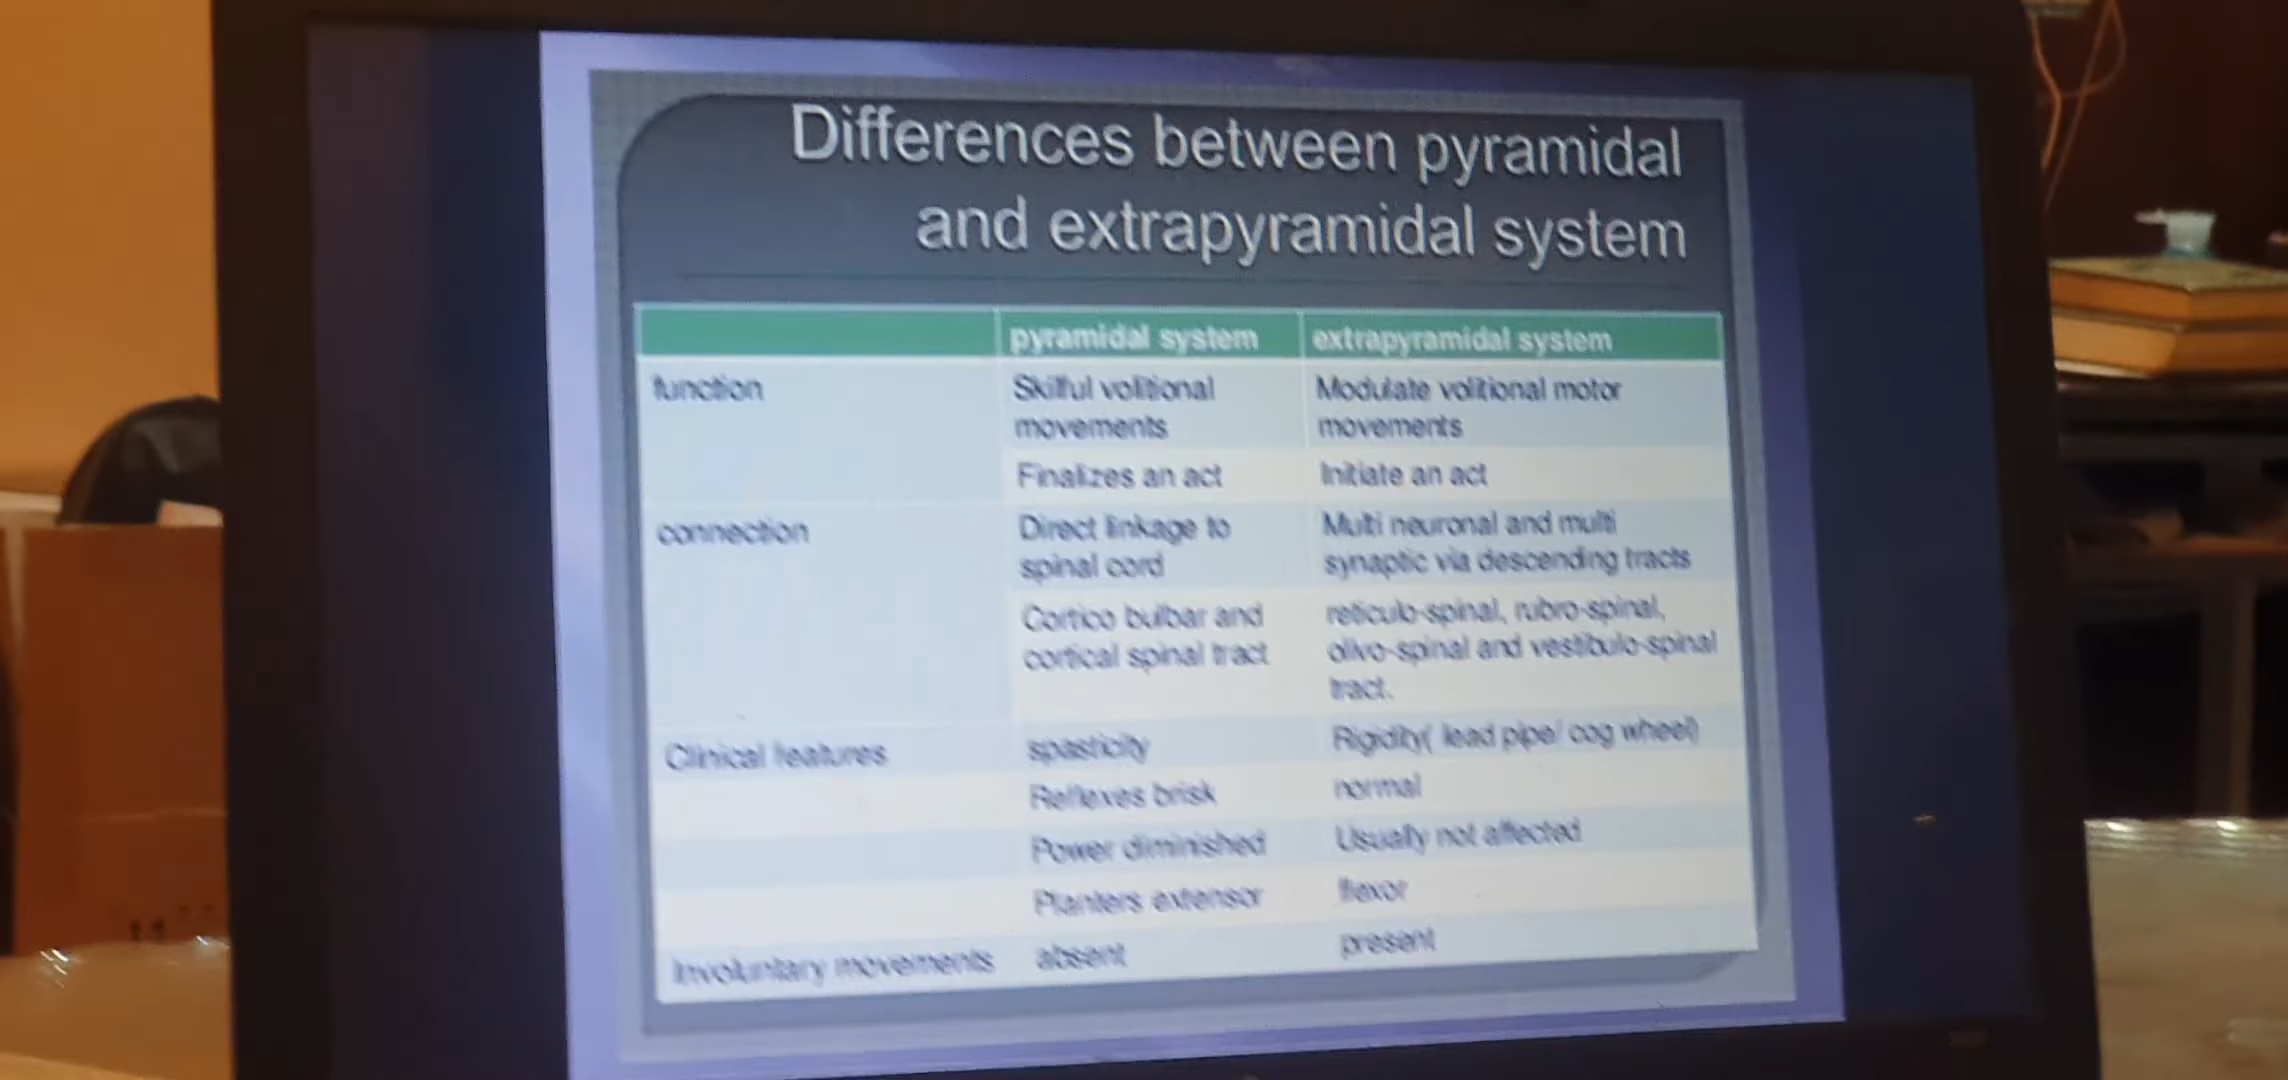 Differences between pyramidal
and extrapyramidal system
pyramidal system extrapyramidal system
function Skilful volitional Modulate volitional motor
movements movements
Finalizes an act Initiate an act
connection Direct linkage to Multi neuronal and multi
spinal cord synaptic via descending tracts
Cortico bulbar and reticulo-spinal, rubro-spinal,
cortical spinal tract olivo-spinal and vestibulo-spinal
tract.
Clinical features spasticity Rigidity( lead pipe/ cog wheel)
Reflexes brisk normal
Power diminished Usually not affected
Planters extensor flexor
Involuntary movements absent present